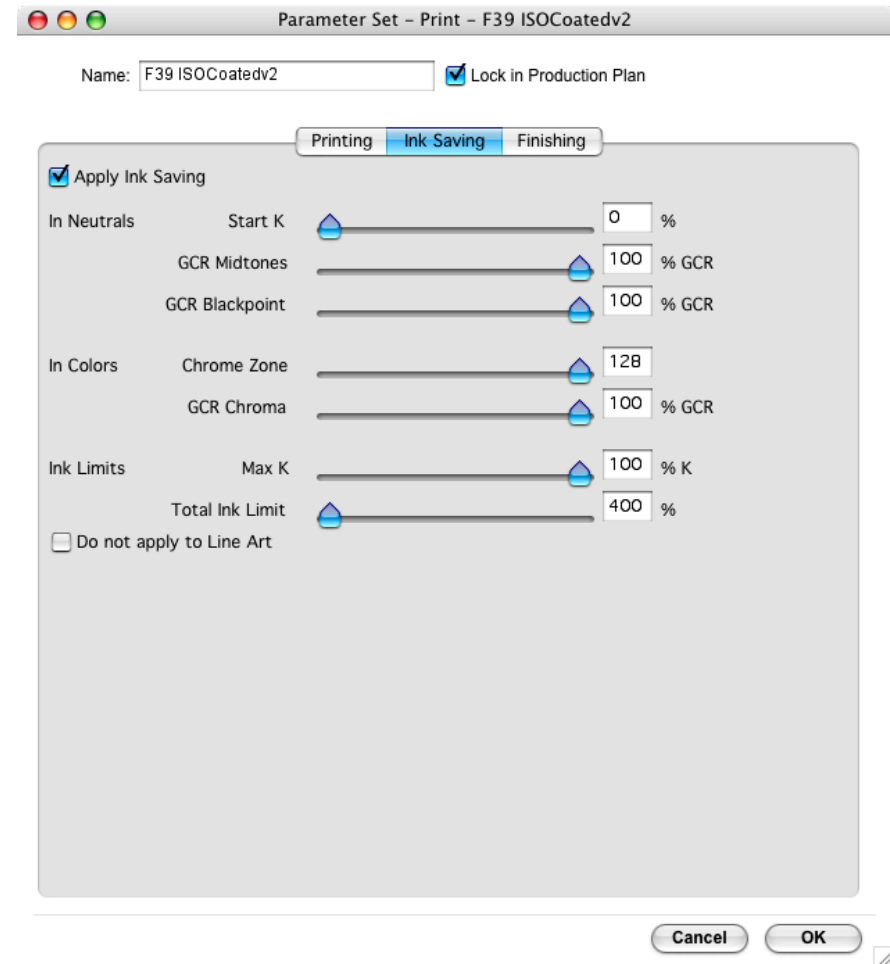 Parameter Set – Print – F39 ISOCoatedv2
Name: F39 ISOCoatedv2 Lock in Production Plan
Printing Ink Saving Finishing
Apply Ink Saving
In Neutrals Start K 0 %
GCR Midtones 100 % GCR
GCR Blackpoint 100 % GCR
In Colors Chrome Zone 128
GCR Chroma 100 % GCR
Ink Limits Max K 100 % K
Total Ink Limit 400 %
Do not apply to Line Art
Cancel OK